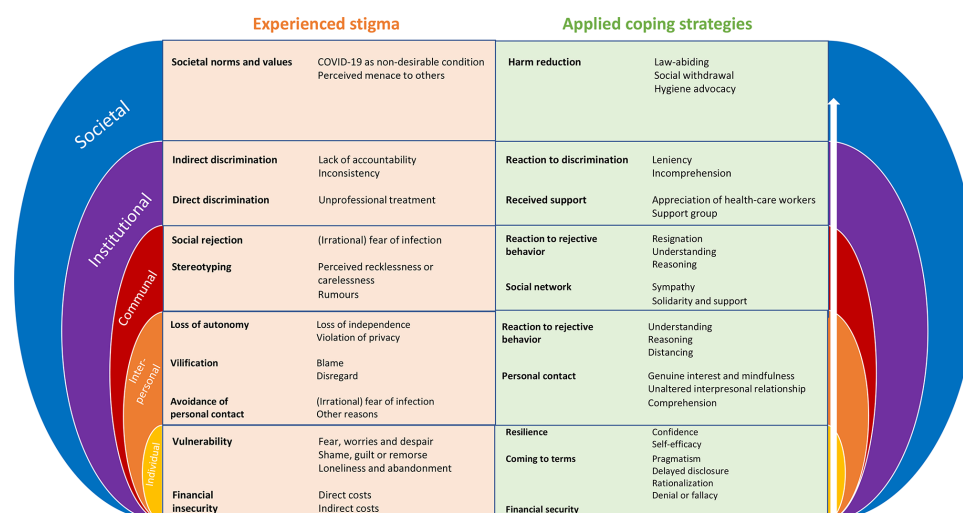 Experienced stigma
Applied coping strategies
Societal
Societal norms and values
COVID-19 as non-desirable condition
Perceived menace to others
Harm reduction
Law-abiding
Social withdrawal
Hygiene advocacy
Institutional
Indirect discrimination
Lack of accountability
Inconsistency
Direct discrimination
Unprofessional treatment
Reaction to discrimination
Leniency
Incomprehension
Received support
Appreciation of health-care workers
Support group
Communal
Social rejection
(Irrational) fear of infection
Stereotyping
Perceived recklessness or
carelessness
Rumours
Reaction to rejective
behavior
Resignation
Understanding
Reasoning
Social network
Sympathy
Solidarity and support
Inter-
personal
Loss of autonomy
Loss of independence
Violation of privacy
Vilification
Blame
Disregard
Avoidance of
personal contact
(Irrational) fear of infection
Other reasons
Reaction to rejective
behavior
Understanding
Reasoning
Distancing
Personal contact
Genuine interest and mindfulness
Unaltered interpresonal relationship
Comprehension
Individual
Vulnerability
Fear, worries and despair
Shame, guilt or remorse
Loneliness and abandonment
Financial
insecurity
Direct costs
Indirect costs
Resilience
Confidence
Self-efficacy
Coming to terms
Pragmatism
Delayed disclosure
Rationalization
Denial or fallacy
Financial security